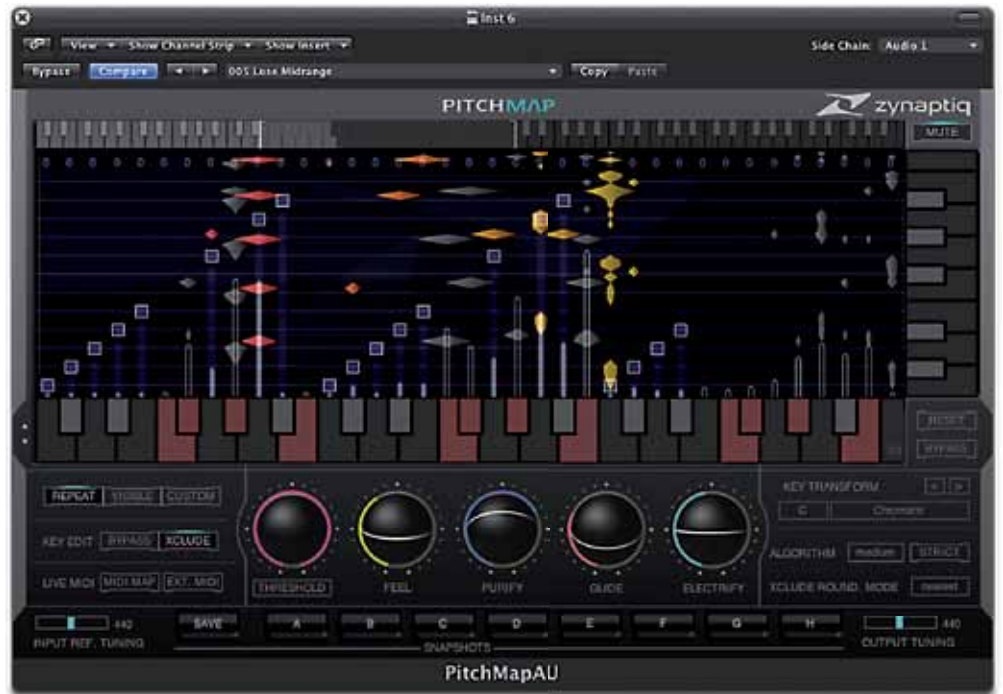 Inst 6
View Show Channel Strip Show Insert Side Chain: Audio 1
Bypass Compare 005 Lose Midrange Copy Paste
PITCHMAP zynaptiq
MUTE
RESET
BYPASS
REPEAT VISIBLE CUSTOM
KEY TRANSFORM < >
C Chromatic
KEY EDIT BYPASS XCLUDE
ALGORITHM medium STRICT
LIVE MIDI MIDI MAP EXT. MIDI
THRESHOLD FEEL PURIFY GLIDE ELECTRIFY
XCLUDE ROUND. MODE nearest
440 SAVE A B C D E F G H 440
INPUT REF. TUNING SNAPSHOTS OUTPUT TUNING
PitchMapAU